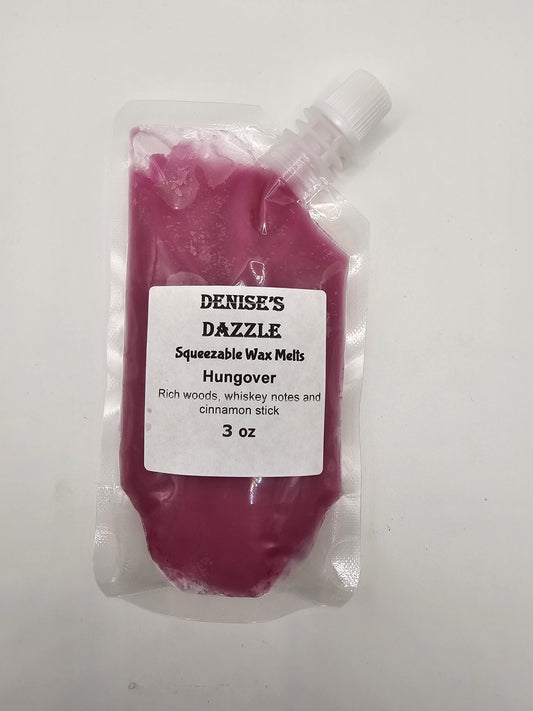 DENISE'S
DAZZLE
Squeezable Wax Melts
Hungover
Rich woods, whiskey notes and
cinnamon stick
3 oz